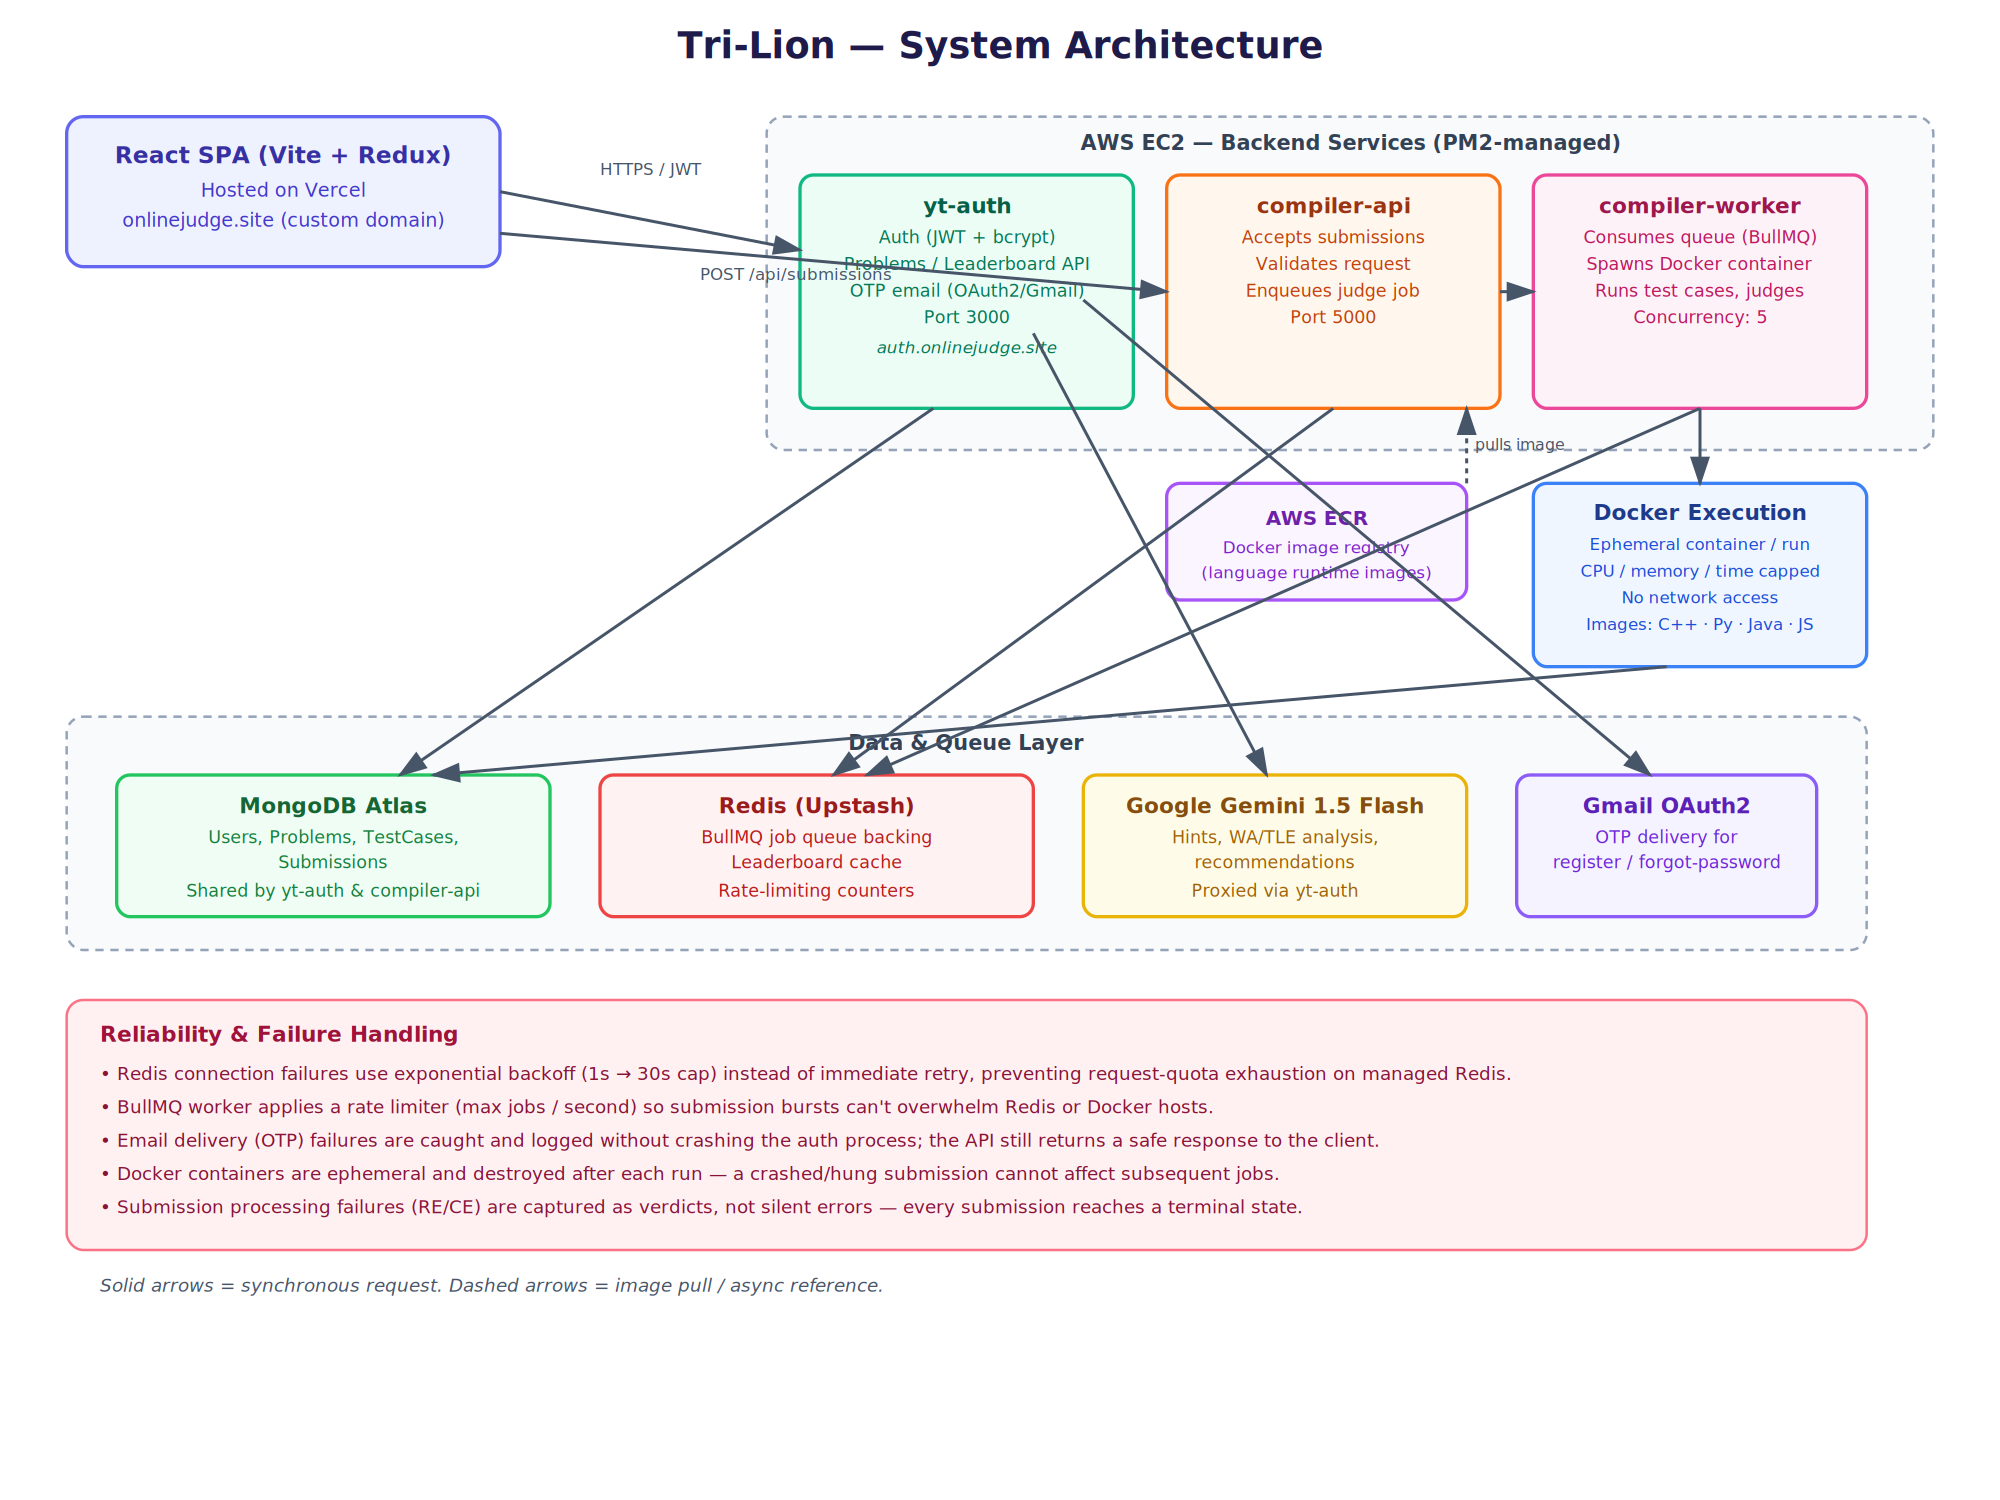 Tri-Lion — System Architecture
React SPA (Vite + Redux)
Hosted on Vercel
onlinejudge.site (custom domain)
HTTPS / JWT
POST /api/submissions
AWS EC2 — Backend Services (PM2-managed)
yt-auth
Auth (JWT + bcrypt)
Problems / Leaderboard API
OTP email (OAuth2/Gmail)
Port 3000
auth.onlinejudge.site
compiler-api
Accepts submissions
Validates request
Enqueues judge job
Port 5000
compiler-worker
Consumes queue (BullMQ)
Spawns Docker container
Runs test cases, judges
Concurrency: 5
pulls image
AWS ECR
Docker image registry
(language runtime images)
Docker Execution
Ephemeral container / run
CPU / memory / time capped
No network access
Images: C++ · Py · Java · JS
Data & Queue Layer
MongoDB Atlas
Users, Problems, TestCases,
Submissions
Shared by yt-auth & compiler-api
Redis (Upstash)
BullMQ job queue backing
Leaderboard cache
Rate-limiting counters
Google Gemini 1.5 Flash
Hints, WA/TLE analysis,
recommendations
Proxied via yt-auth
Gmail OAuth2
OTP delivery for
register / forgot-password
Reliability & Failure Handling
• Redis connection failures use exponential backoff (1s → 30s cap) instead of immediate retry, preventing request-quota exhaustion on managed Redis.
• BullMQ worker applies a rate limiter (max jobs / second) so submission bursts can't overwhelm Redis or Docker hosts.
• Email delivery (OTP) failures are caught and logged without crashing the auth process; the API still returns a safe response to the client.
• Docker containers are ephemeral and destroyed after each run — a crashed/hung submission cannot affect subsequent jobs.
• Submission processing failures (RE/CE) are captured as verdicts, not silent errors — every submission reaches a terminal state.
Solid arrows = synchronous request. Dashed arrows = image pull / async reference.